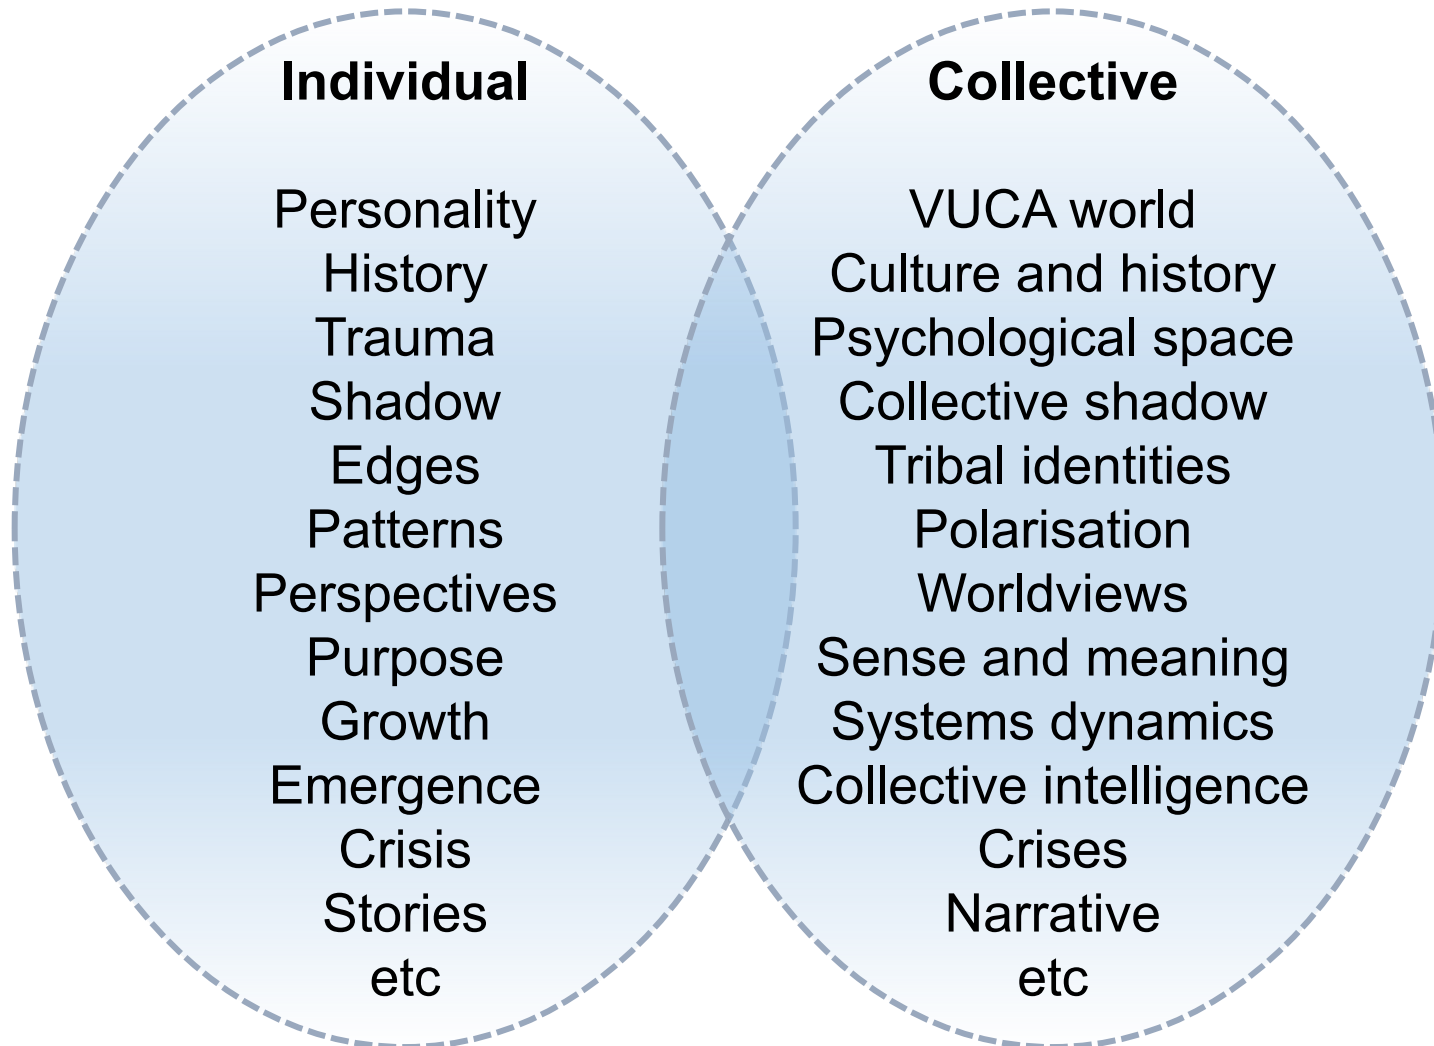 Individual
Personality
History
Trauma
Shadow
Edges
Patterns
Perspectives
Purpose
Growth
Emergence
Crisis
Stories
etc
Collective
VUCA world
Culture and history
Psychological space
Collective shadow
Tribal identities
Polarisation
Worldviews
Sense and meaning
Systems dynamics
Collective intelligence
Crises
Narrative
etc